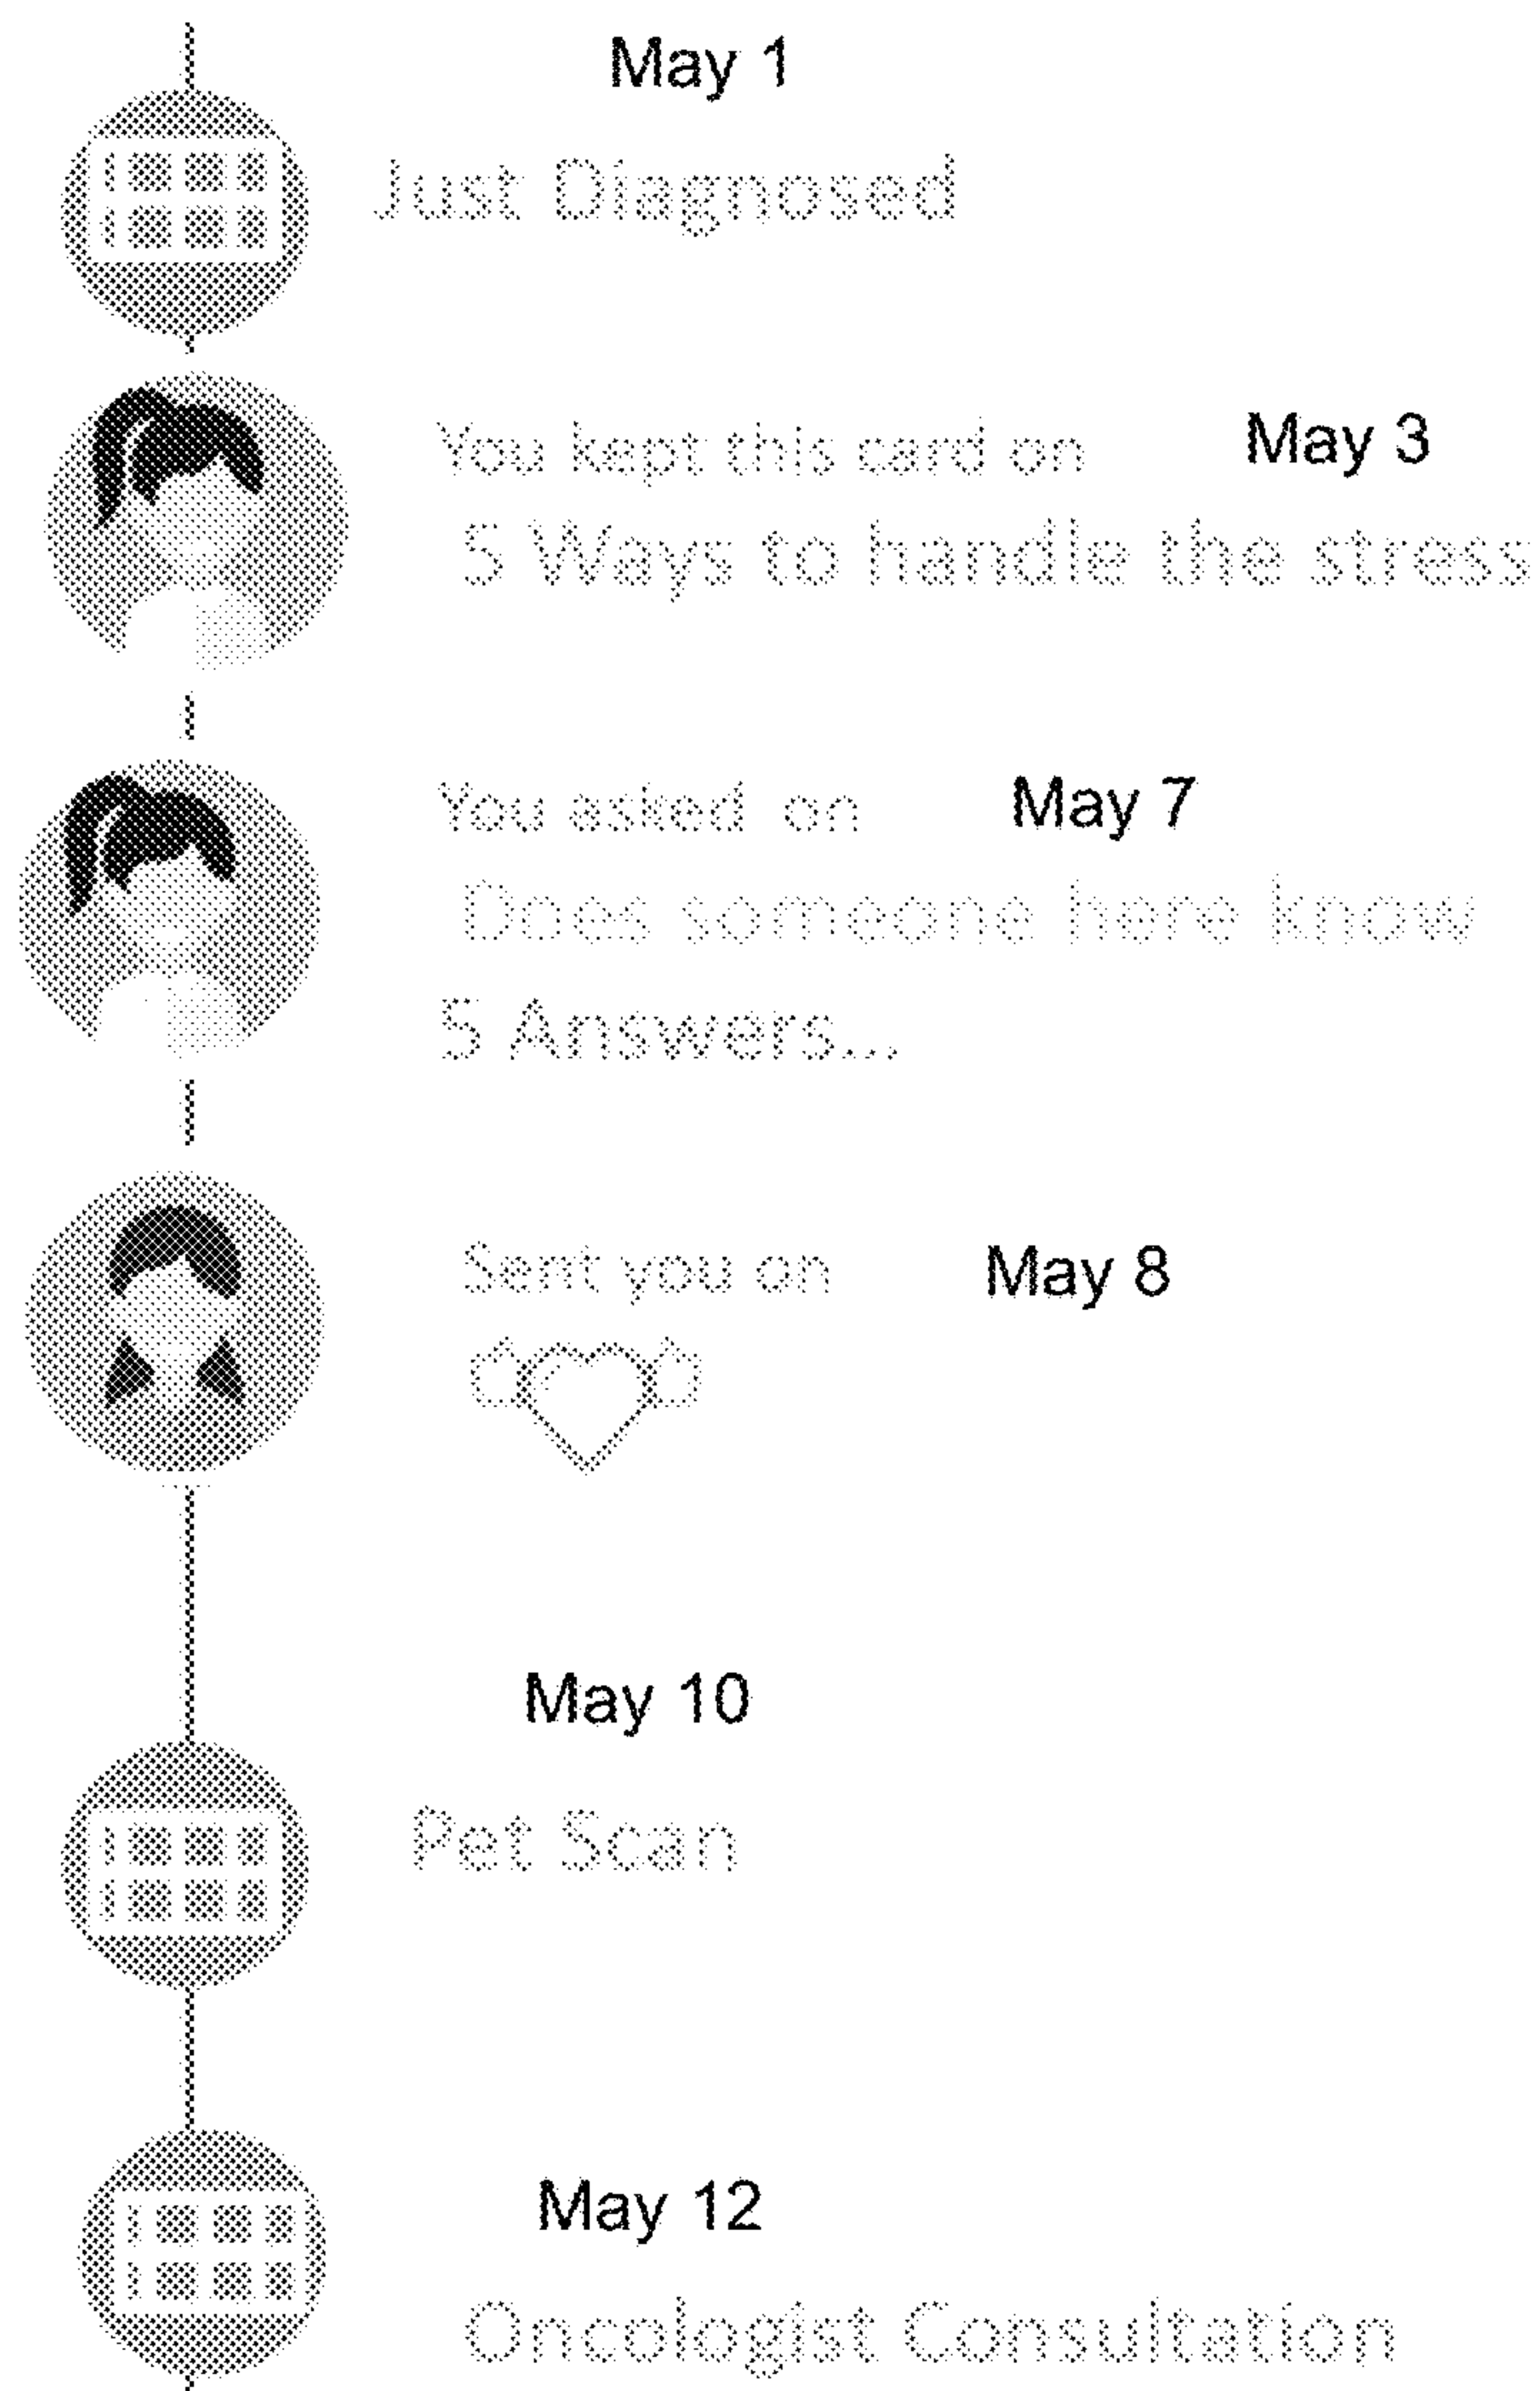 May 1
Just Diagnosed
You kept this card on May 3
5 Ways to handle the stress
You asked on May 7
Does someone here know
5 Answers...
Sent you on May 8
May 10
Pet Scan
May 12
Oncologist Consultation